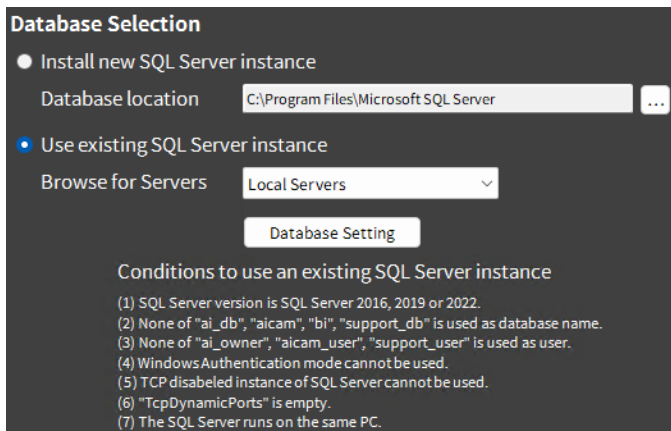 Database Selection
Install new SQL Server instance
Database location C:\Program Files\Microsoft SQL Server ...
Use existing SQL Server instance
Browse for Servers Local Servers
Database Setting
Conditions to use an existing SQL Server instance
(1) SQL Server version is SQL Server 2016, 2019 or 2022.
(2) None of "ai_db", "aicam", "bi", "support_db" is used as database name.
(3) None of "ai_owner", "aicam_user", "support_user" is used as user.
(4) Windows Authentication mode cannot be used.
(5) TCP disabeled instance of SQL Server cannot be used.
(6) "TcpDynamicPorts" is empty.
(7) The SQL Server runs on the same PC.